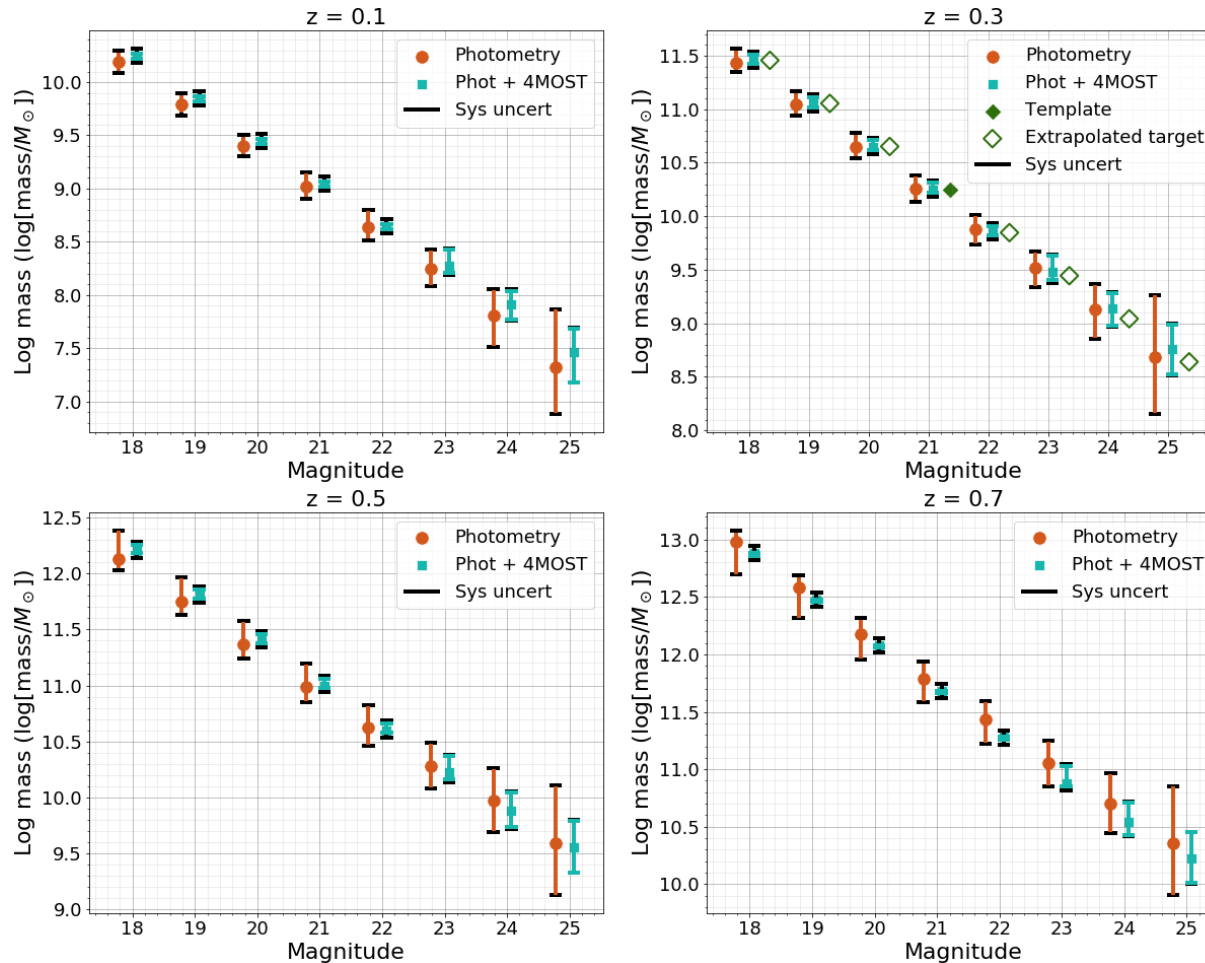 z = 0.1
Log mass (log[mass/M⊙])
10.0
9.5
9.0
8.5
8.0
7.5
7.0
Photometry
Phot + 4MOST
Sys uncert
18 19 20 21 22 23 24 25
Magnitude
z = 0.3
Log mass (log[mass/M⊙])
11.5
11.0
10.5
10.0
9.5
9.0
8.5
8.0
Photometry
Phot + 4MOST
Template
Extrapolated target
Sys uncert
18 19 20 21 22 23 24 25
Magnitude
z = 0.5
Log mass (log[mass/M⊙])
12.5
12.0
11.5
11.0
10.5
10.0
9.5
9.0
Photometry
Phot + 4MOST
Sys uncert
18 19 20 21 22 23 24 25
Magnitude
z = 0.7
Log mass (log[mass/M⊙])
13.0
12.5
12.0
11.5
11.0
10.5
10.0
Photometry
Phot + 4MOST
Sys uncert
18 19 20 21 22 23 24 25
Magnitude